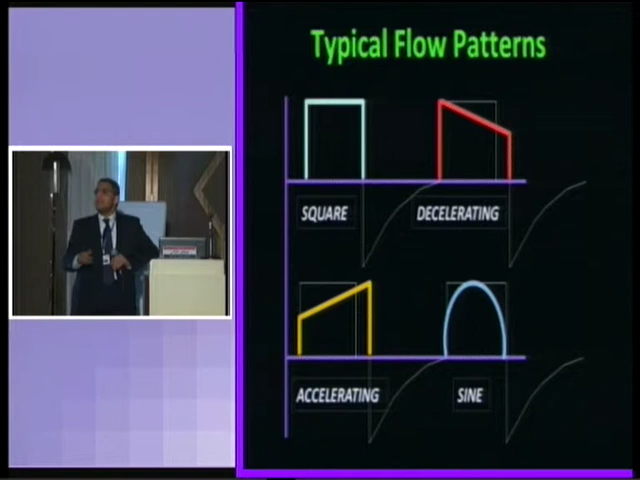 Typical Flow Patterns
SQUARE
DECELERATING
ACCELERATING
SINE